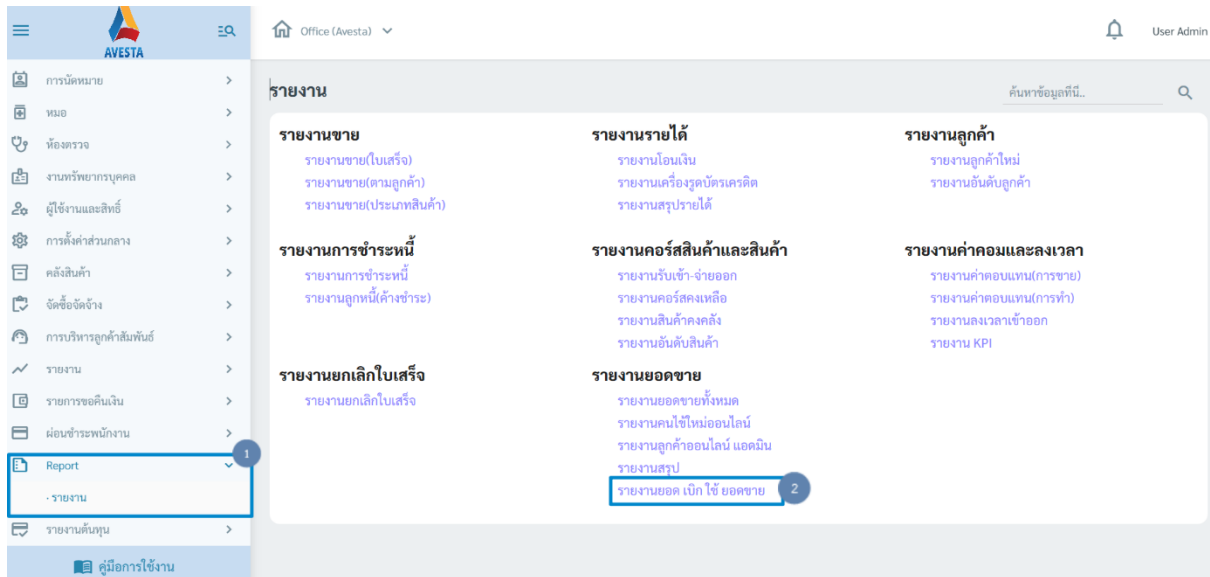 AVESTA
Office (Avesta)
User Admin
การนัดหมาย
หมอ
ห้องตรวจ
งานทรัพยากรบุคคล
ผู้ใช้งานและสิทธิ์
การตั้งค่าส่วนกลาง
คลังสินค้า
จัดซื้อจัดจ้าง
การบริหารลูกค้าสัมพันธ์
รายงาน
รายการขอคืนเงิน
ผ่อนชำระพนักงาน
Report
1
· รายงาน
รายงานต้นทุน
คู่มือการใช้งาน
รายงาน
ค้นหาข้อมูลที่นี่..
รายงานขาย
รายงานขาย(ใบเสร็จ)
รายงานขาย(ตามลูกค้า)
รายงานขาย(ประเภทสินค้า)
รายงานรายได้
รายงานโอนเงิน
รายงานเครื่องรูดบัตรเครดิต
รายงานสรุปรายได้
รายงานลูกค้า
รายงานลูกค้าใหม่
รายงานอันดับลูกค้า
รายงานการชำระหนี้
รายงานการชำระหนี้
รายงานลูกหนี้(ค้างชำระ)
รายงานคอร์สสินค้าและสินค้า
รายงานรับเข้า-จ่ายออก
รายงานคอร์สคงเหลือ
รายงานสินค้าคงคลัง
รายงานอันดับสินค้า
รายงานค่าคอมและลงเวลา
รายงานค่าตอบแทน(การขาย)
รายงานค่าตอบแทน(การทำ)
รายงานลงเวลาเข้าออก
รายงาน KPI
รายงานยกเลิกใบเสร็จ
รายงานยกเลิกใบเสร็จ
รายงานยอดขาย
รายงานยอดขายทั้งหมด
รายงานคนไข้ใหม่ออนไลน์
รายงานลูกค้าออนไลน์ แอดมิน
รายงานสรุป
รายงานยอด เบิก ใช้ ยอดขาย 2